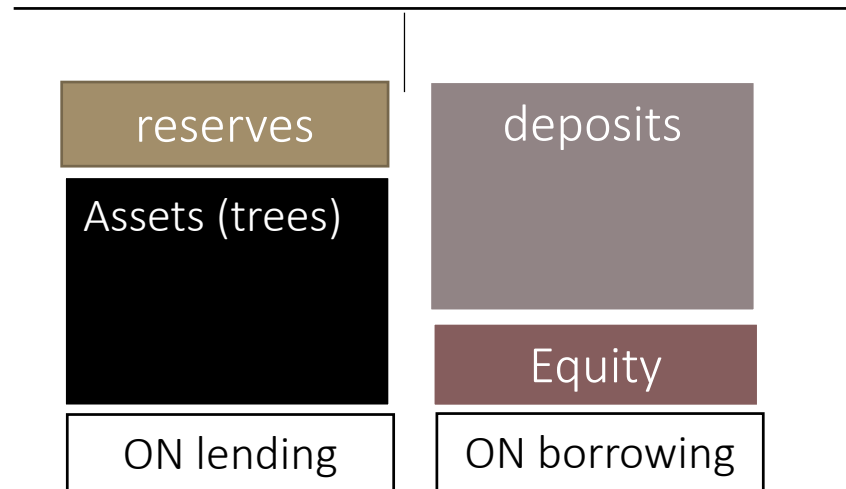 reserves
Assets (trees)
ON lending
deposits
Equity
ON borrowing